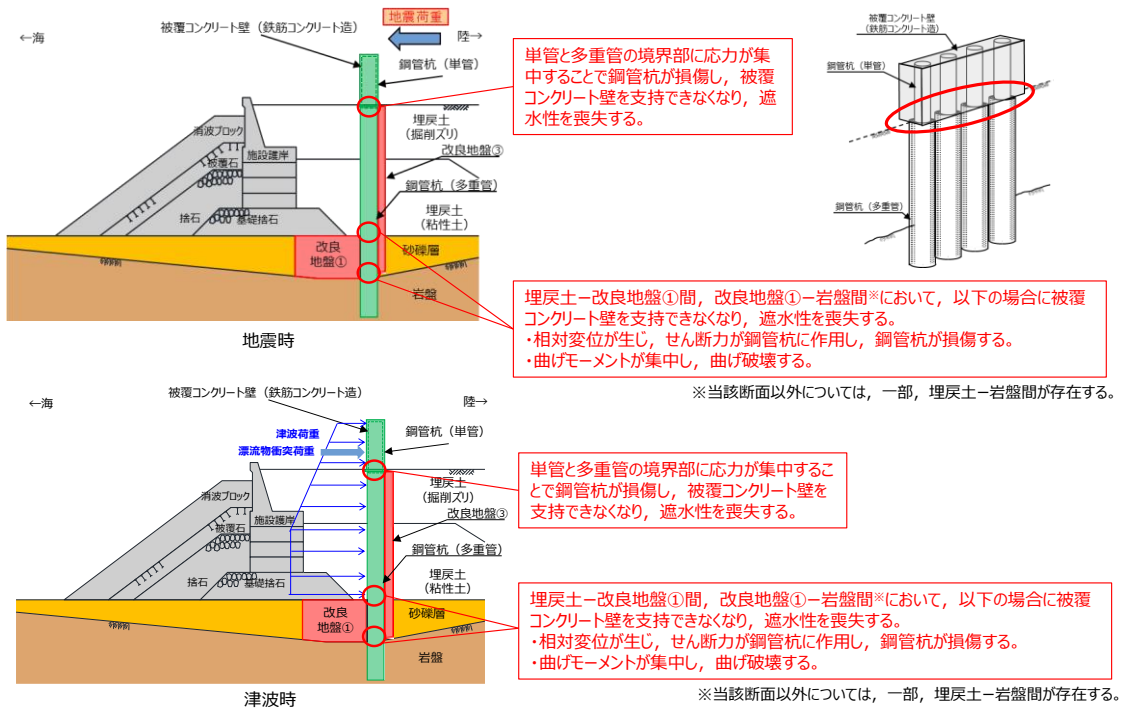 被覆コンクリート壁（鉄筋コンクリート造）
地震荷重
←海
陸→
鋼管杭（単管）
埋戻土
（掘削ズリ）
改良地盤③
鋼管杭（多重管）
埋戻土
（粘性土）
消波ブロック
被覆石
施設護岸
捨石
基礎捨石
改良
地盤①
砂礫層
岩盤
地震時
単管と多重管の境界部に応力が集
中することで鋼管杭が損傷し，被覆
コンクリート壁を支持できなくなり，遮
水性を喪失する。
被覆コンクリート壁
（鉄筋コンクリート造）
鋼管杭（単管）
鋼管杭（多重管）
埋戻土－改良地盤①間，改良地盤①－岩盤間※において，以下の場合に被覆
コンクリート壁を支持できなくなり，遮水性を喪失する。
・相対変位が生じ，せん断力が鋼管杭に作用し，鋼管杭が損傷する。
・曲げモーメントが集中し，曲げ破壊する。
※当該断面以外については，一部，埋戻土－岩盤間が存在する。
被覆コンクリート壁（鉄筋コンクリート造）
←海
陸→
津波荷重
漂流物衝突荷重
鋼管杭（単管）
埋戻土
（掘削ズリ）
改良地盤③
鋼管杭（多重管）
埋戻土
（粘性土）
消波ブロック
被覆石
施設護岸
捨石
基礎捨石
改良
地盤①
砂礫層
岩盤
津波時
単管と多重管の境界部に応力が集中するこ
とで鋼管杭が損傷し，被覆コンクリート壁を
支持できなくなり，遮水性を喪失する。
埋戻土－改良地盤①間，改良地盤①－岩盤間※において，以下の場合に被覆
コンクリート壁を支持できなくなり，遮水性を喪失する。
・相対変位が生じ，せん断力が鋼管杭に作用し，鋼管杭が損傷する。
・曲げモーメントが集中し，曲げ破壊する。
※当該断面以外については，一部，埋戻土－岩盤間が存在する。